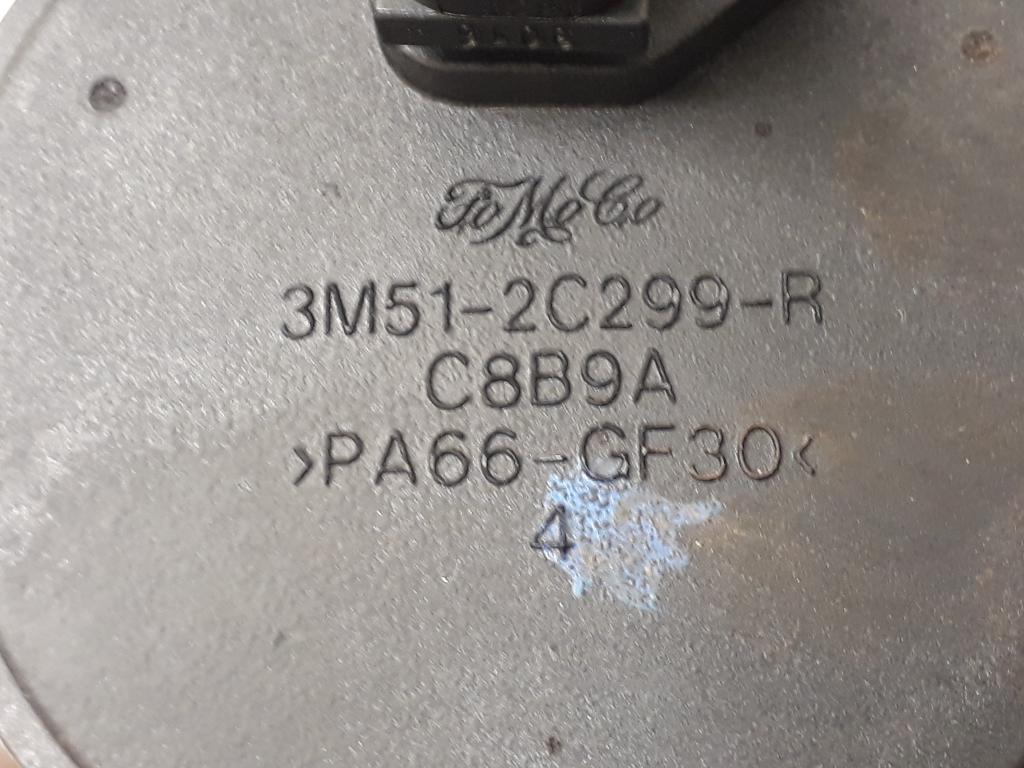 FoMoCo
3M51-2C299-R
C8B9A
>PA66-GF30<
4